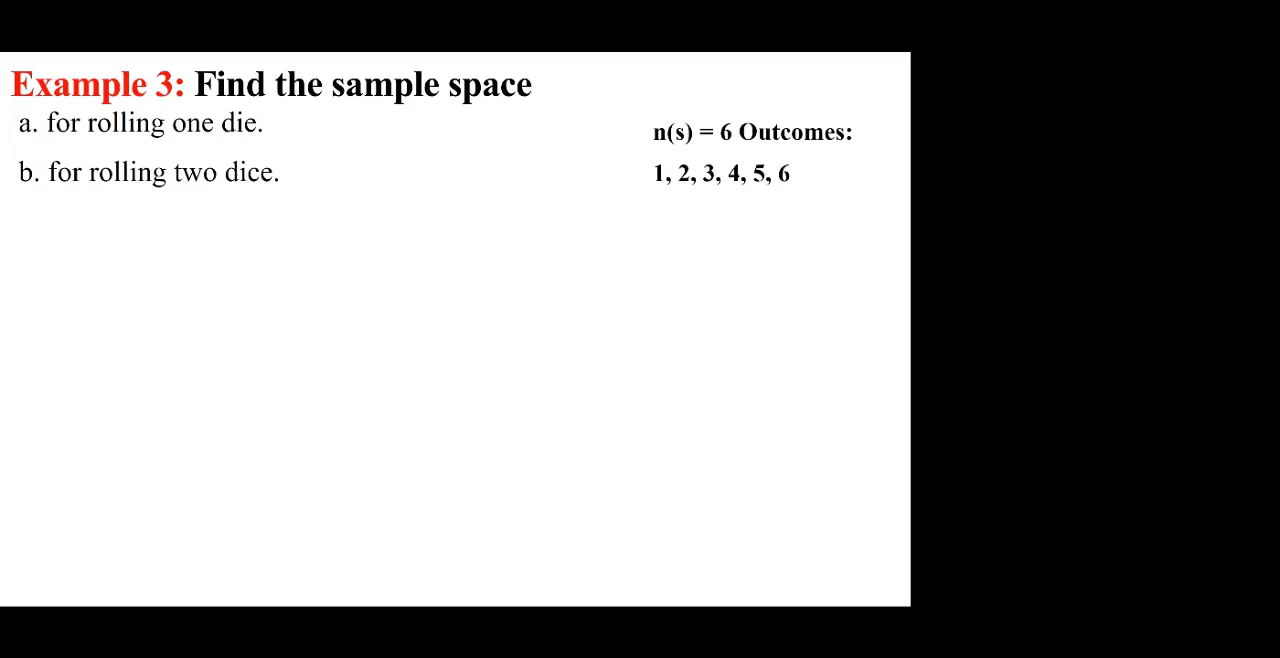 Example 3: Find the sample space
a. for rolling one die.
b. for rolling two dice.
n(s) = 6 Outcomes:
1, 2, 3, 4, 5, 6